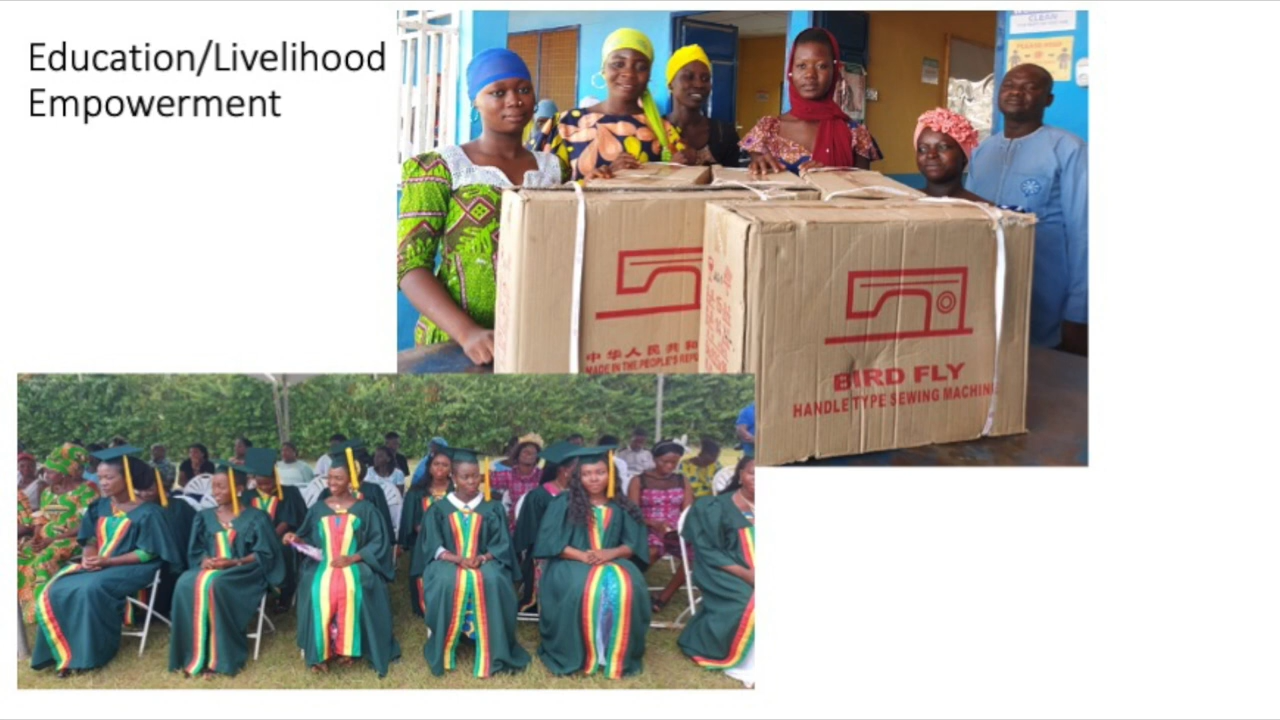 Education/Livelihood
Empowerment
CLEAN
中华人民共和
MADE IN THE PEOPLE'S REPU
BIRD FLY
HANDLE TYPE SEWING MACHINE